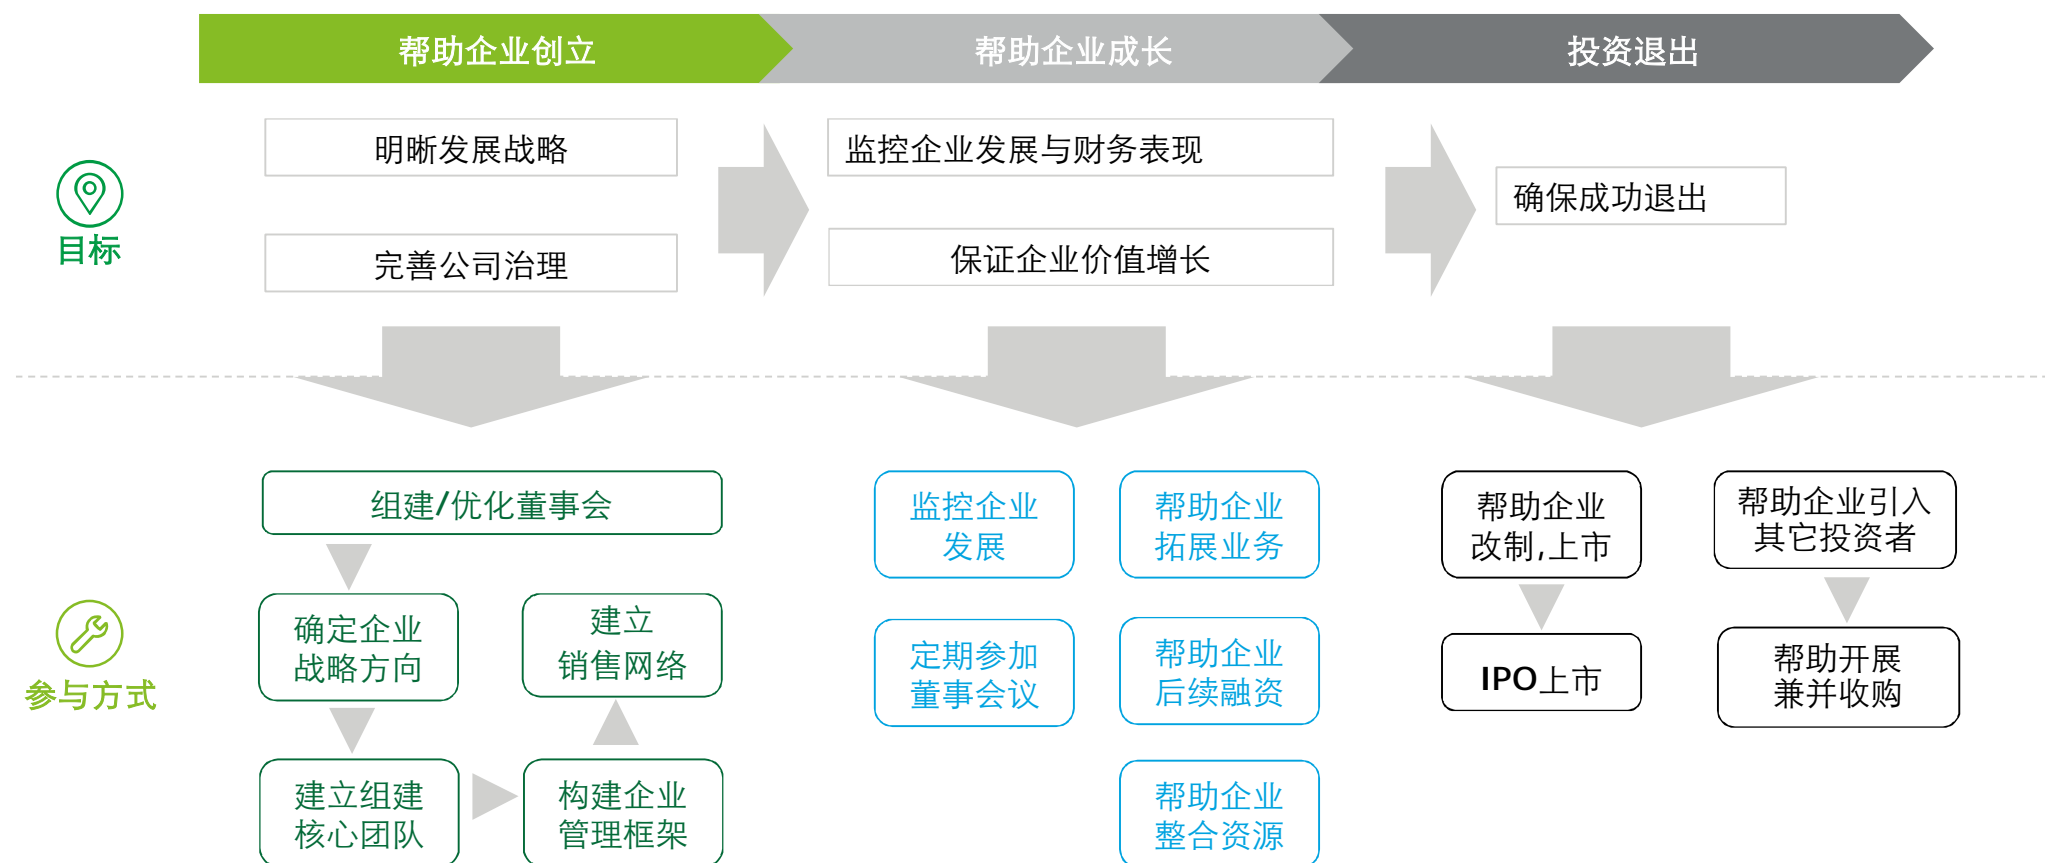 帮助企业创立
帮助企业成长
投资退出
目标
明晰发展战略
完善公司治理
监控企业发展与财务表现
保证企业价值增长
确保成功退出
参与方式
组建/优化董事会
确定企业
战略方向
建立组建
核心团队
构建企业
管理框架
建立
销售网络
监控企业
发展
定期参加
董事会议
帮助企业
拓展业务
帮助企业
后续融资
帮助企业
整合资源
帮助企业
改制,上市
IPO上市
帮助企业引入
其它投资者
帮助开展
兼并收购